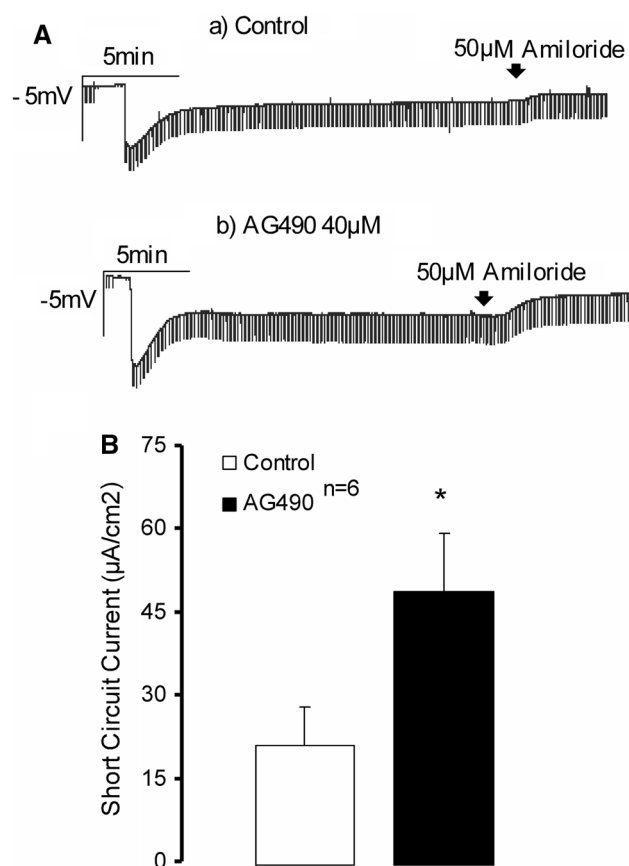 A
a) Control
5min
50µM Amiloride
- 5mV
b) AG490 40µM
5min
50µM Amiloride
-5mV
B
Short Circuit Current (µA/cm2)
75
60
45
30
15
0
Control
AG490 n=6
*